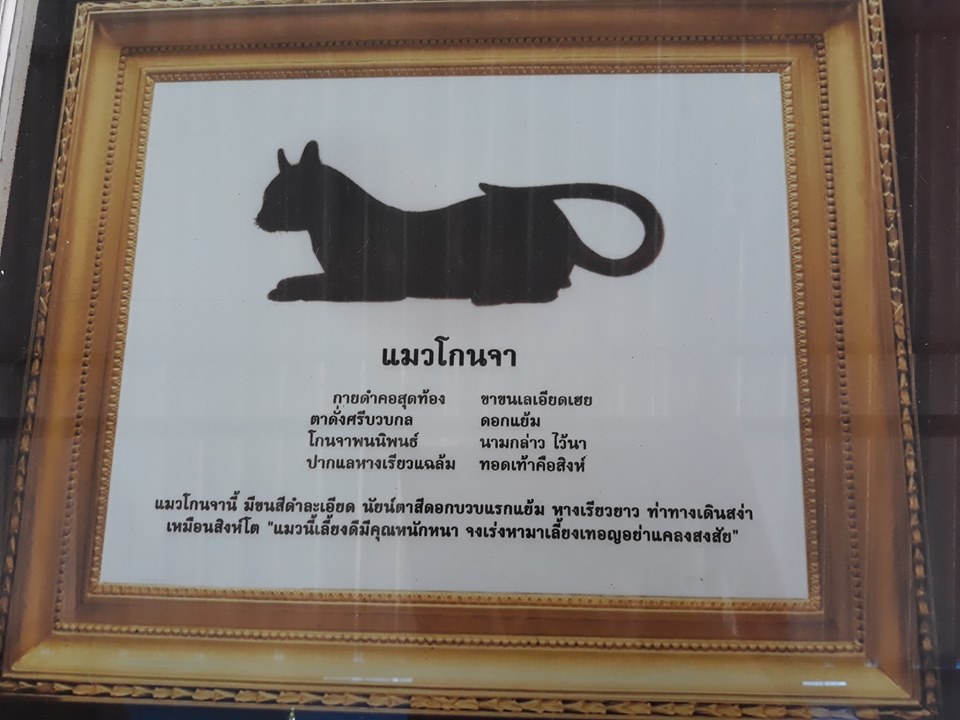 แมวโกนจา
กายดำคอสุดท้อง ขาขนเลเอียดเฮย
ตาดั่งศรีบวบกล ดอกแย้ม
โกนจาพนนิพนธ์ นามกล่าว ไว้นา
ปากแลหางเรียวแฉล้ม ทอดเท้าคือสิงห์
แมวโกนจานี้ มีขนสีดำละเอียด นัยน์ตาสีดอกบวบแรกแย้ม หางเรียวยาว ท่าทางเดินสง่า
เหมือนสิงห์โต "แมวนี้เลี้ยงดีมีคุณหนักหนา จงเร่งหามาเลี้ยงเทอญอย่าแคลงสงสัย"